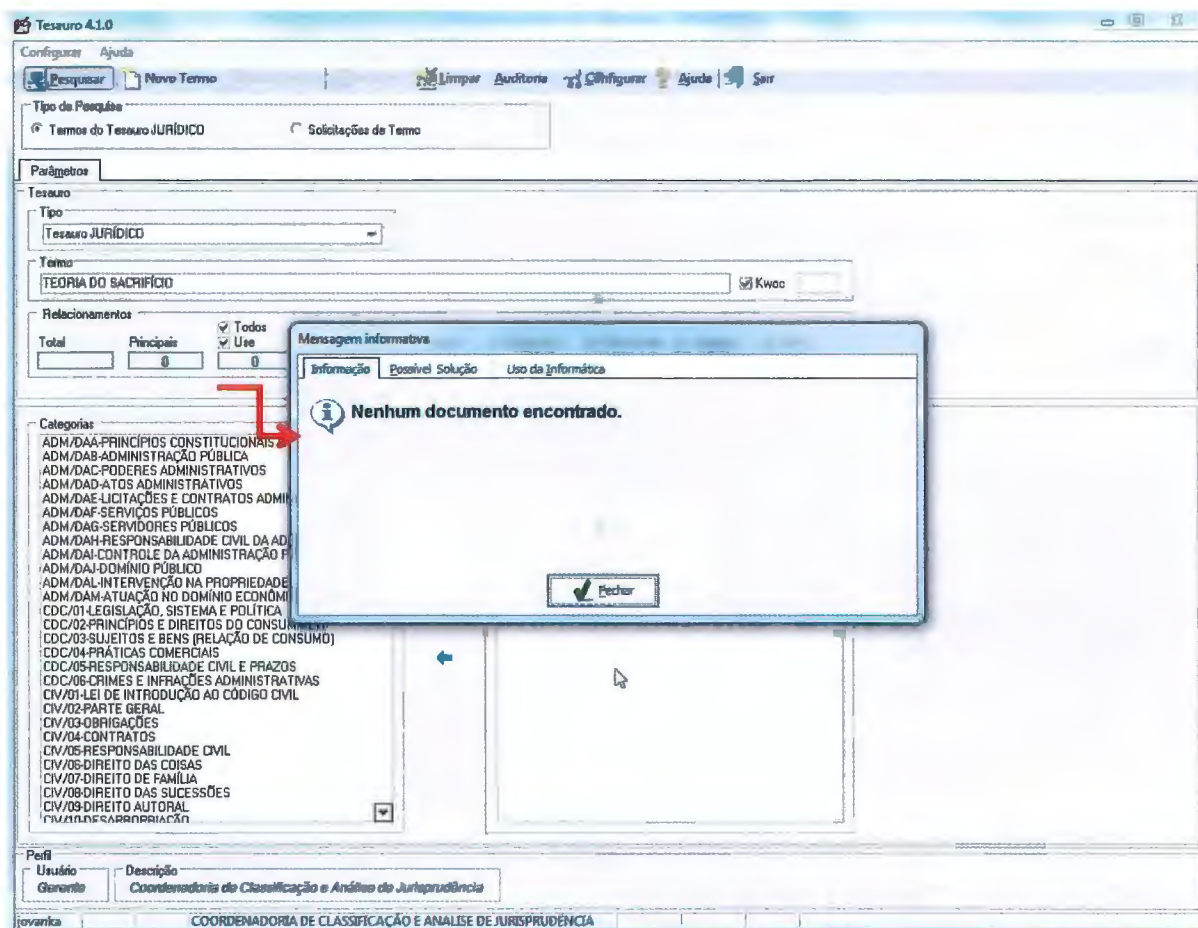 Tesauro 4.1.0
Configurar Ajuda
Pesquisar Novo Termo Limpar Auditoria Configurar Ajuda Sair
Tipo de Pesquisa
Termos do Tesauro JURÍDICO Solicitações de Termo
Parâmetros
Tesauro
Tipo
Tesauro JURÍDICO
Termo
TEORIA DO SACRIFÍCIO Kwoc
Relacionamentos
Todos
Total Principais Use
0 0
Mensagem informativa
Informação Possível Solução Uso da Informática
Nenhum documento encontrado.
Fechar
Categorias
ADM/DAA-PRINCÍPIOS CONSTITUCIONAIS
ADM/DAB-ADMINISTRAÇÃO PÚBLICA
ADM/DAC-PODERES ADMINISTRATIVOS
ADM/DAD-ATOS ADMINISTRATIVOS
ADM/DAE-LICITAÇÕES E CONTRATOS ADMI
ADM/DAF-SERVIÇOS PÚBLICOS
ADM/DAG-SERVIDORES PÚBLICOS
ADM/DAH-RESPONSABILIDADE CIVIL DA AD
ADM/DAI-CONTROLE DA ADMINISTRAÇÃO P
ADM/DAJ-DOMÍNIO PÚBLICO
ADM/DAL-INTERVENÇÃO NA PROPRIEDADE
ADM/DAM-ATUAÇÃO NO DOMÍNIO ECONÔMI
CDC/01-LEGISLAÇÃO, SISTEMA E POLÍTICA
CDC/02-PRINCÍPIOS E DIREITOS DO
CDC/03-SUJEITOS E BENS (RELAÇÃO DE CONSUMO)
CDC/04-PRÁTICAS COMERCIAIS
CDC/05-RESPONSABILIDADE CIVIL E PRAZOS
CDC/06-CRIMES E INFRAÇÕES ADMINISTRATIVAS
CIV/01-LEI DE INTRODUÇÃO AO CÓDIGO CIVIL
CIV/02-PARTE GERAL
CIV/03-OBRIGAÇÕES
CIV/04-CONTRATOS
CIV/05-RESPONSABILIDADE CIVIL
CIV/06-DIREITO DAS COISAS
CIV/07-DIREITO DE FAMÍLIA
CIV/08-DIREITO DAS SUCESSÕES
CIV/09-DIREITO AUTORAL
CIV/10-DESAPROPRIAÇÃO
Perfil
Usuário Descrição
Gerente Coordenadoria de Classificação e Análise de Jurisprudência
jovanka COORDENADORIA DE CLASSIFICAÇÃO E ANALISE DE JURISPRUDÊNCIA